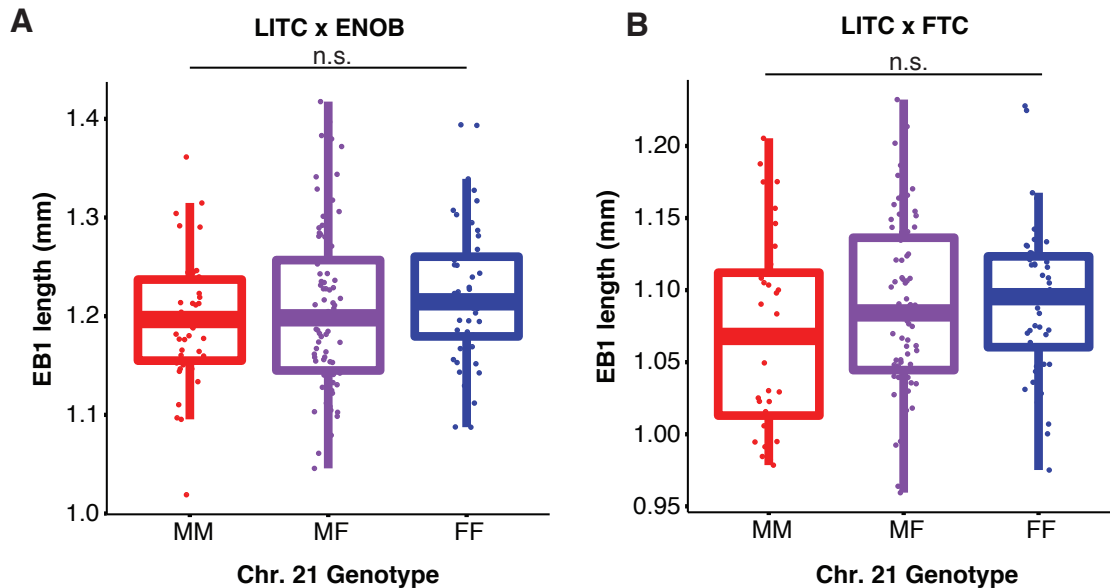 A
LITC x ENOB
n.s.
EB1 length (mm)
1.4
1.3
1.2
1.1
1.0
MM MF FF
Chr. 21 Genotype
B
LITC x FTC
n.s.
EB1 length (mm)
1.20
1.15
1.10
1.05
1.00
0.95
MM MF FF
Chr. 21 Genotype